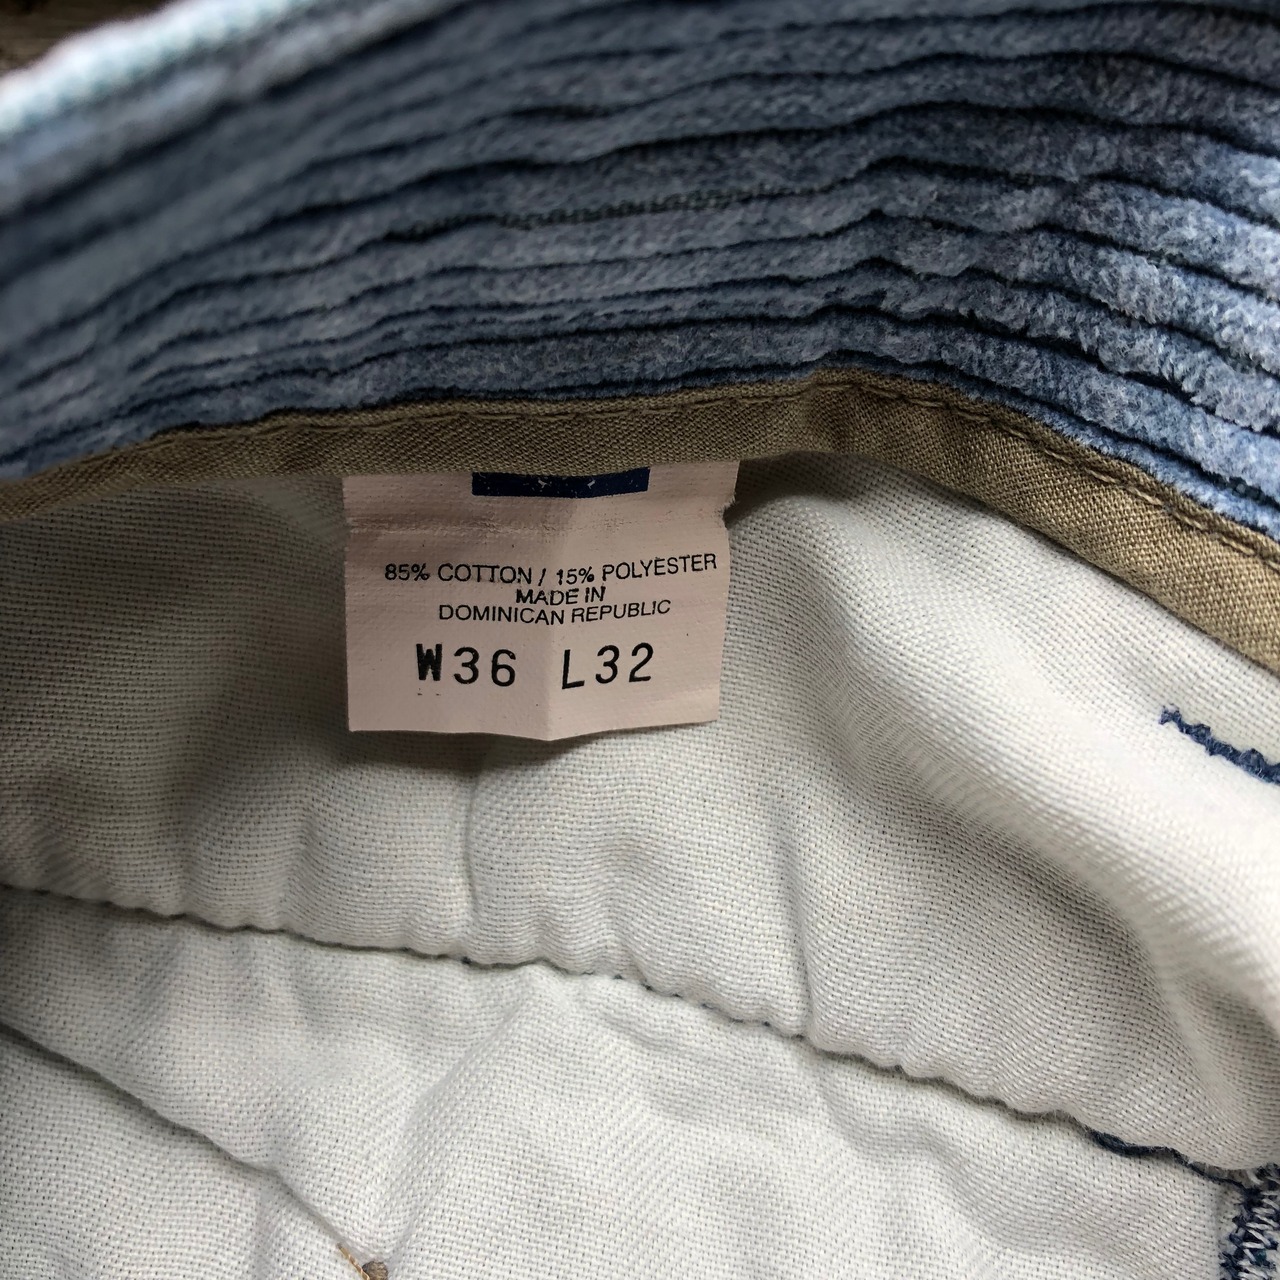 85% COTTON / 15% POLYESTER
MADE IN
DOMINICAN REPUBLIC
W36 L32